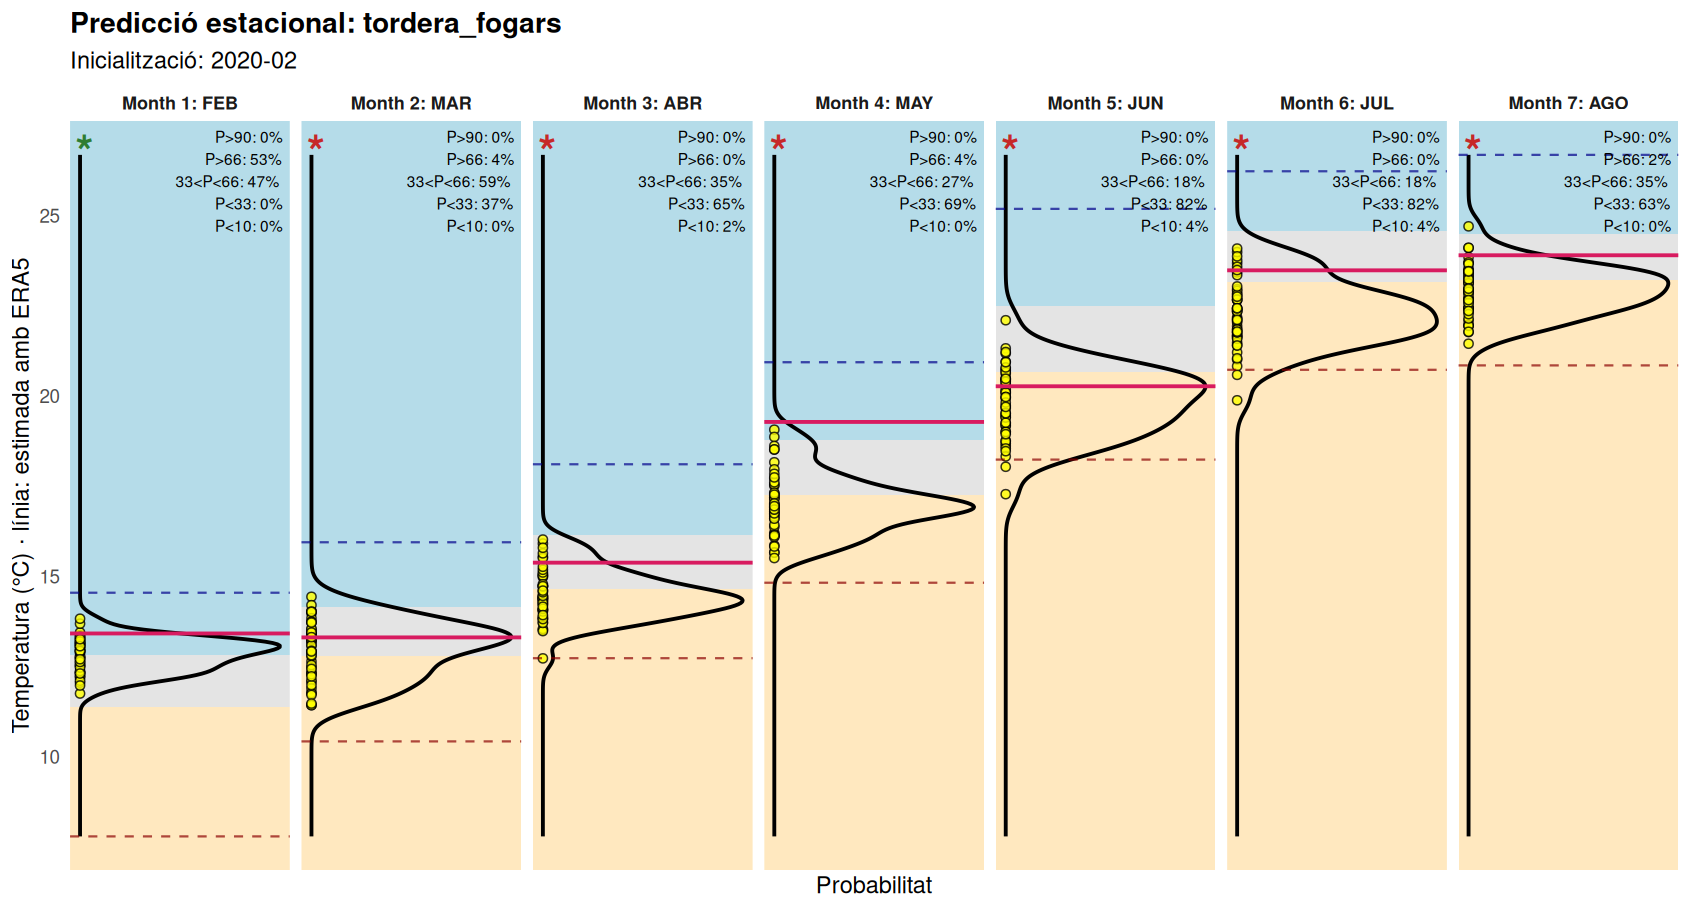 Predicció estacional: tordera_fogars
Inicialització: 2020-02
Month 1: FEB
Month 2: MAR
Month 3: ABR
Month 4: MAY
Month 5: JUN
Month 6: JUL
Month 7: AGO
*
P>90: 0%
P>66: 53%
33<P<66: 47%
P<33: 0%
P<10: 0%
*
P>90: 0%
P>66: 4%
33<P<66: 59%
P<33: 37%
P<10: 0%
*
P>90: 0%
P>66: 0%
33<P<66: 35%
P<33: 65%
P<10: 2%
*
P>90: 0%
P>66: 4%
33<P<66: 27%
P<33: 69%
P<10: 0%
*
P>90: 0%
P>66: 0%
33<P<66: 18%
P<33: 82%
P<10: 4%
*
P>90: 0%
P>66: 0%
33<P<66: 18%
P<33: 82%
P<10: 4%
*
P>90: 0%
P>66: 2%
33<P<66: 35%
P<33: 63%
P<10: 0%
Temperatura (°C) · línia: estimada amb ERA5
25
20
15
10
Probabilitat